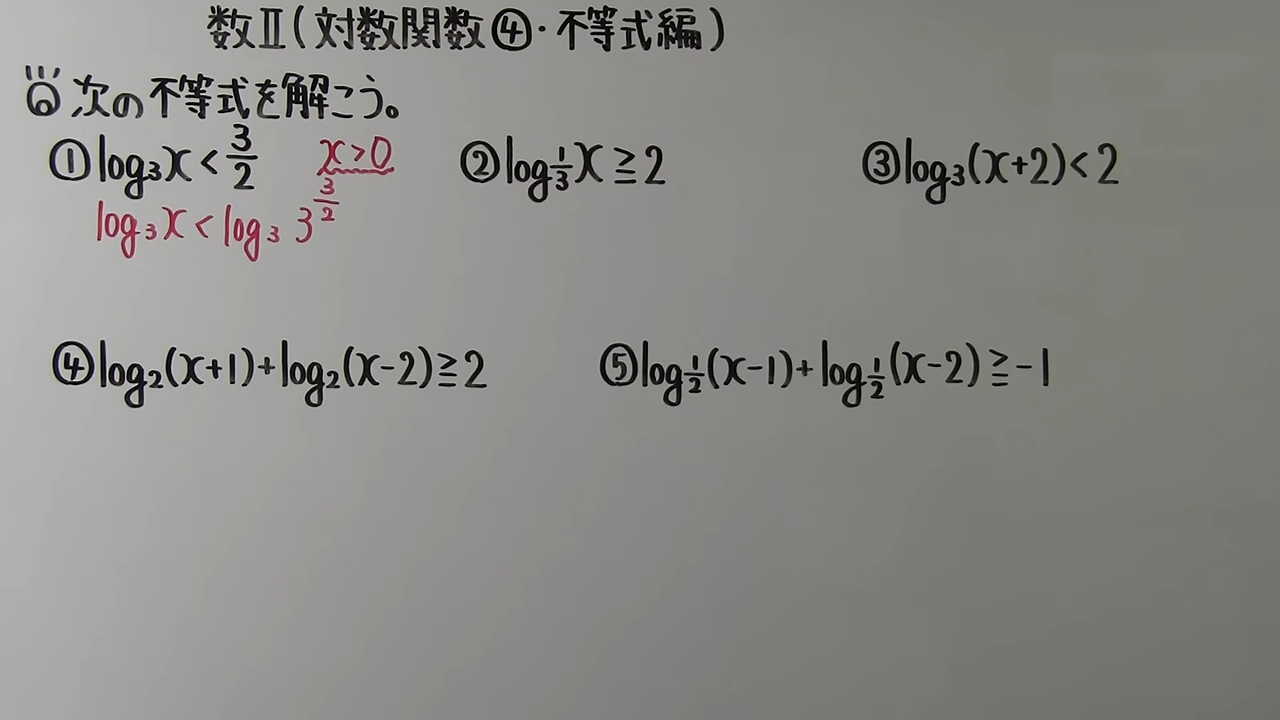 数Ⅱ(対数関数④・不等式編)
◎次の不等式を解こう。
①log₃x < 3/2 x>0
log₃x < log₃ 3^(3/2)
②log_(1/3) x ≧ 2
③log₃(x+2) < 2
④log₂(x+1)+log₂(x-2) ≧ 2
⑤log_(1/2)(x-1)+log_(1/2)(x-2) ≧ -1